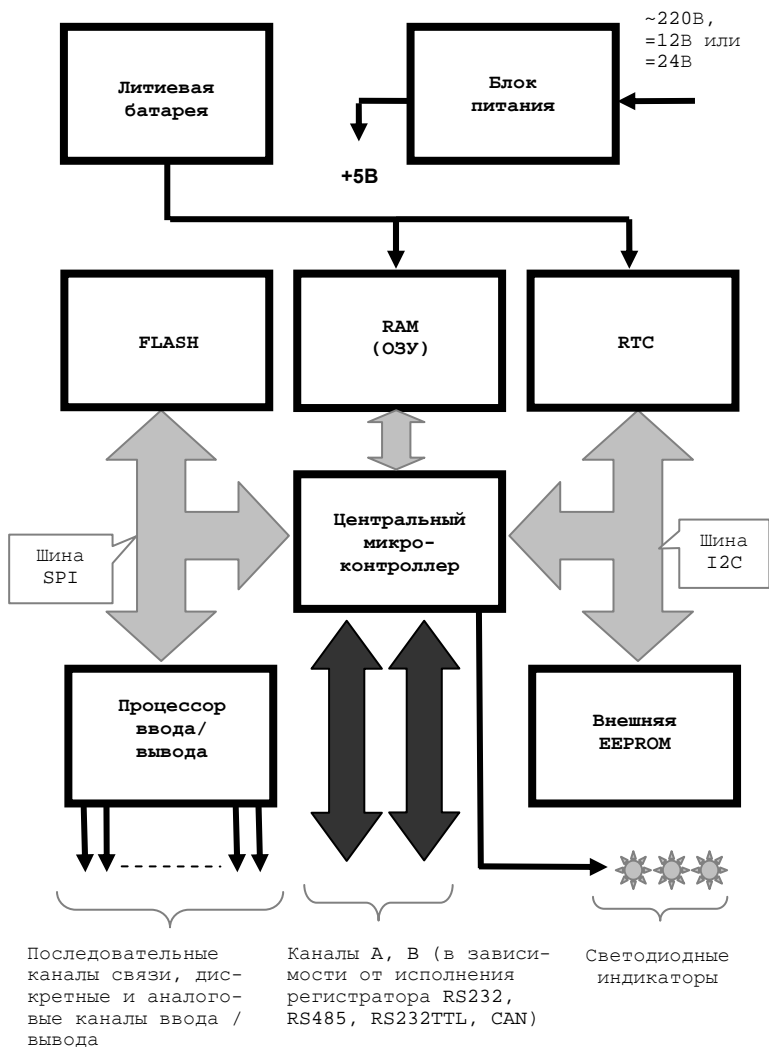 ~220В,
=12В или
=24В
Литиевая
батарея
Блок
питания
+5В
FLASH
RAM
(ОЗУ)
RTC
Центральный
микро-
контроллер
Шина
SPI
Шина
I2C
Процессор
ввода/
вывода
Внешняя
EEPROM
Последовательные
каналы связи, дис-
кретные и аналого-
вые каналы ввода /
вывода
Каналы А, В (в зависи-
мости от исполнения
регистратора RS232,
RS485, RS232TTL, CAN)
Светодиодные
индикаторы